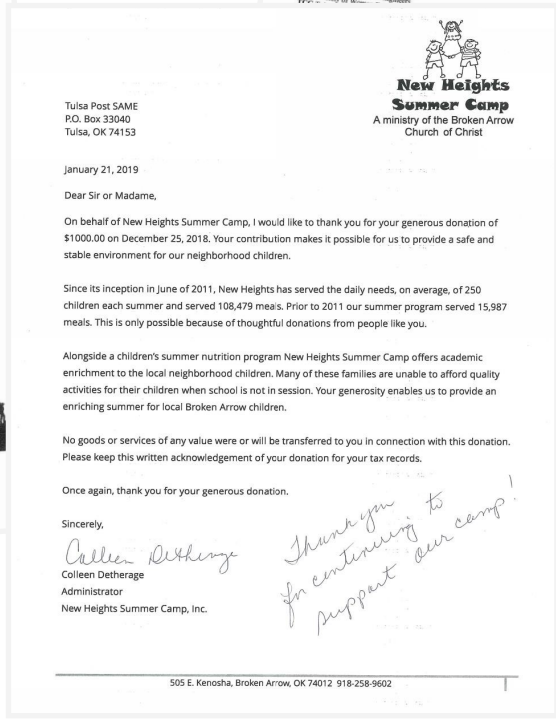 New Heights
Summer Camp
A ministry of the Broken Arrow
Church of Christ
Tulsa Post SAME
P.O. Box 33040
Tulsa, OK 74153
January 21, 2019
Dear Sir or Madame,
On behalf of New Heights Summer Camp, I would like to thank you for your generous donation of
$1000.00 on December 25, 2018. Your contribution makes it possible for us to provide a safe and
stable environment for our neighborhood children.
Since its inception in June of 2011, New Heights has served the daily needs, on average, of 250
children each summer and served 108,479 meals. Prior to 2011 our summer program served 15,987
meals. This is only possible because of thoughtful donations from people like you.
Alongside a children's summer nutrition program New Heights Summer Camp offers academic
enrichment to the local neighborhood children. Many of these families are unable to afford quality
activities for their children when school is not in session. Your generosity enables us to provide an
enriching summer for local Broken Arrow children.
No goods or services of any value were or will be transferred to you in connection with this donation.
Please keep this written acknowledgement of your donation for your tax records.
Once again, thank you for your generous donation.
Sincerely,
Colleen Detherage
Colleen Detherage
Administrator
New Heights Summer Camp, Inc.
Thank you
for continuing to
support our camp!
505 E. Kenosha, Broken Arrow, OK 74012 918-258-9602